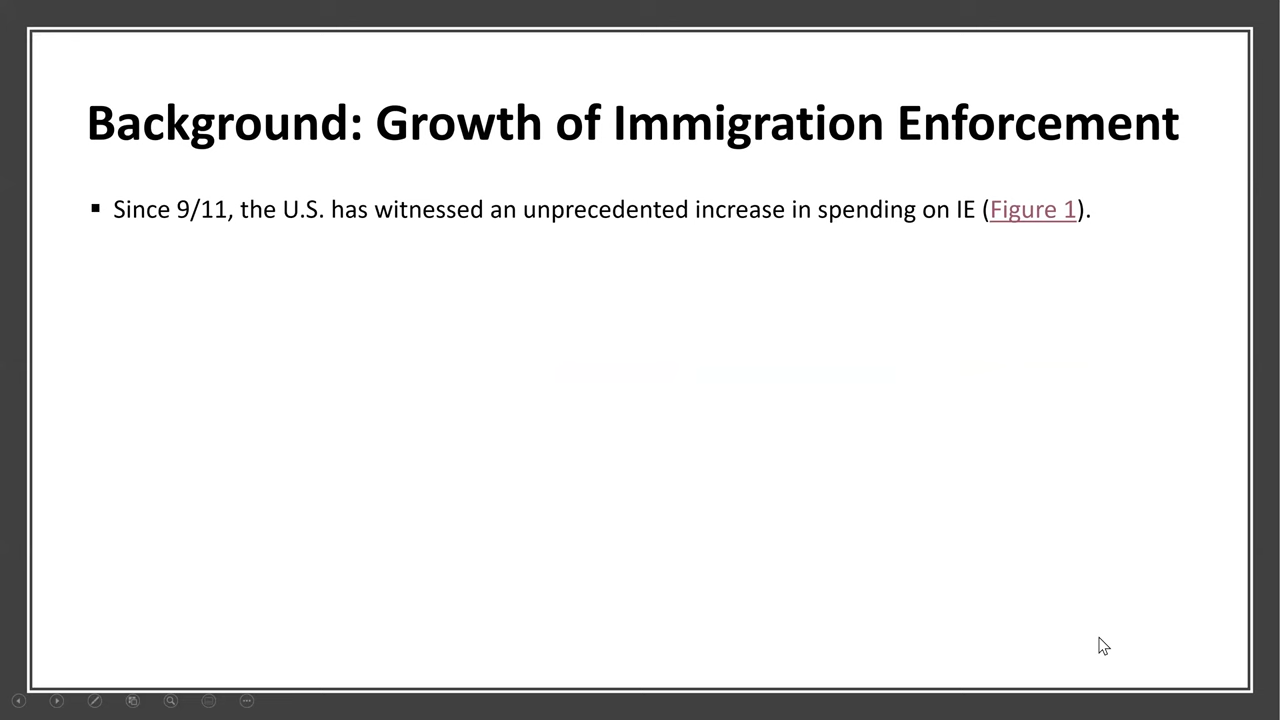 Background: Growth of Immigration Enforcement
▪ Since 9/11, the U.S. has witnessed an unprecedented increase in spending on IE (Figure 1).